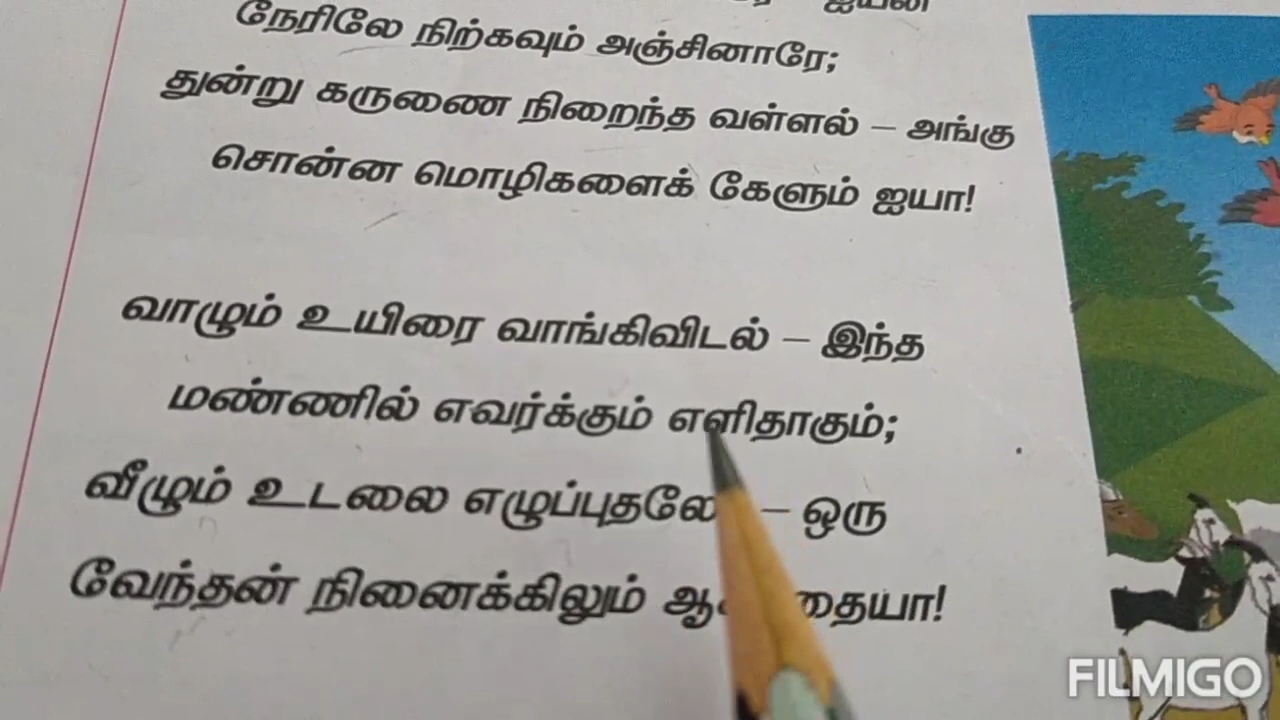 ஐயன்
நேரிலே நிற்கவும் அஞ்சினாரே;
துன்று கருணை நிறைந்த வள்ளல் – அங்கு
சொன்ன மொழிகளைக் கேளும் ஐயா!
வாழும் உயிரை வாங்கிவிடல் – இந்த
மண்ணில் எவர்க்கும் எளிதாகும்;
வீழும் உடலை எழுப்புதலோ – ஒரு
வேந்தன் நினைக்கிலும்
FILMIGO